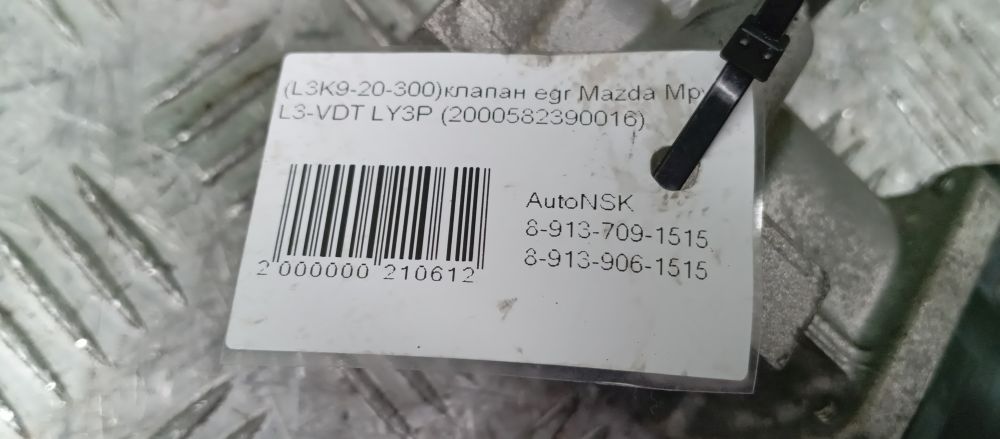 (L3K9-20-300)клапан egr Mazda Mpv
L3-VDT LY3P (2000582390016)
AutoNSK
8-913-709-1515
8-913-906-1515
2 000000 210612